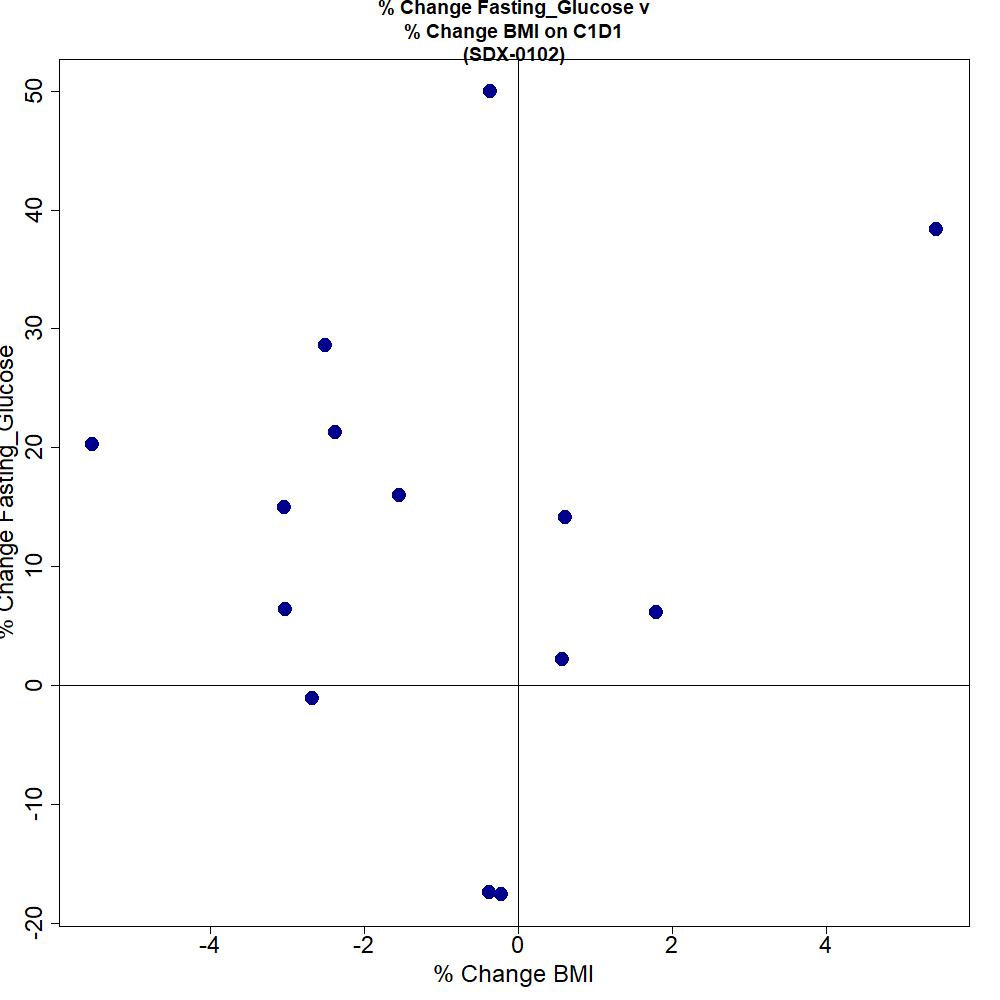 % Change Fasting_Glucose v
% Change BMI on C1D1
(SDX-0102)
% Change Fasting_Glucose
50
40
30
20
10
0
-10
-20
-4
-2
0
2
4
% Change BMI